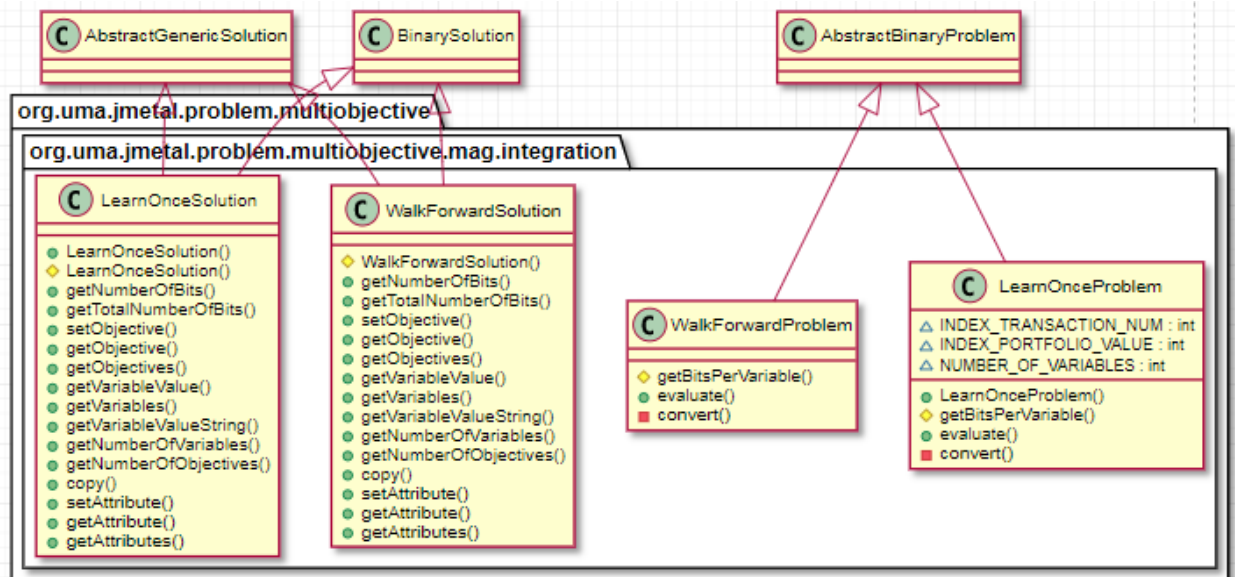 C AbstractGenericSolution
C BinarySolution
C AbstractBinaryProblem
org.uma.jmetal.problem.multiobjective
org.uma.jmetal.problem.multiobjective.mag.integration
C LearnOnceSolution
LearnOnceSolution()
LearnOnceSolution()
getNumberOfBits()
getTotalNumberOfBits()
setObjective()
getObjective()
getObjectives()
getVariableValue()
getVariables()
getVariableValueString()
getNumberOfVariables()
getNumberOfObjectives()
copy()
setAttribute()
getAttribute()
getAttributes()
C WalkForwardSolution
WalkForwardSolution()
getNumberOfBits()
getTotalNumberOfBits()
setObjective()
getObjective()
getObjectives()
getVariableValue()
getVariables()
getVariableValueString()
getNumberOfVariables()
getNumberOfObjectives()
copy()
setAttribute()
getAttribute()
getAttributes()
C WalkForwardProblem
getBitsPerVariable()
evaluate()
convert()
C LearnOnceProblem
INDEX_TRANSACTION_NUM : int
INDEX_PORTFOLIO_VALUE : int
NUMBER_OF_VARIABLES : int
LearnOnceProblem()
getBitsPerVariable()
evaluate()
convert()